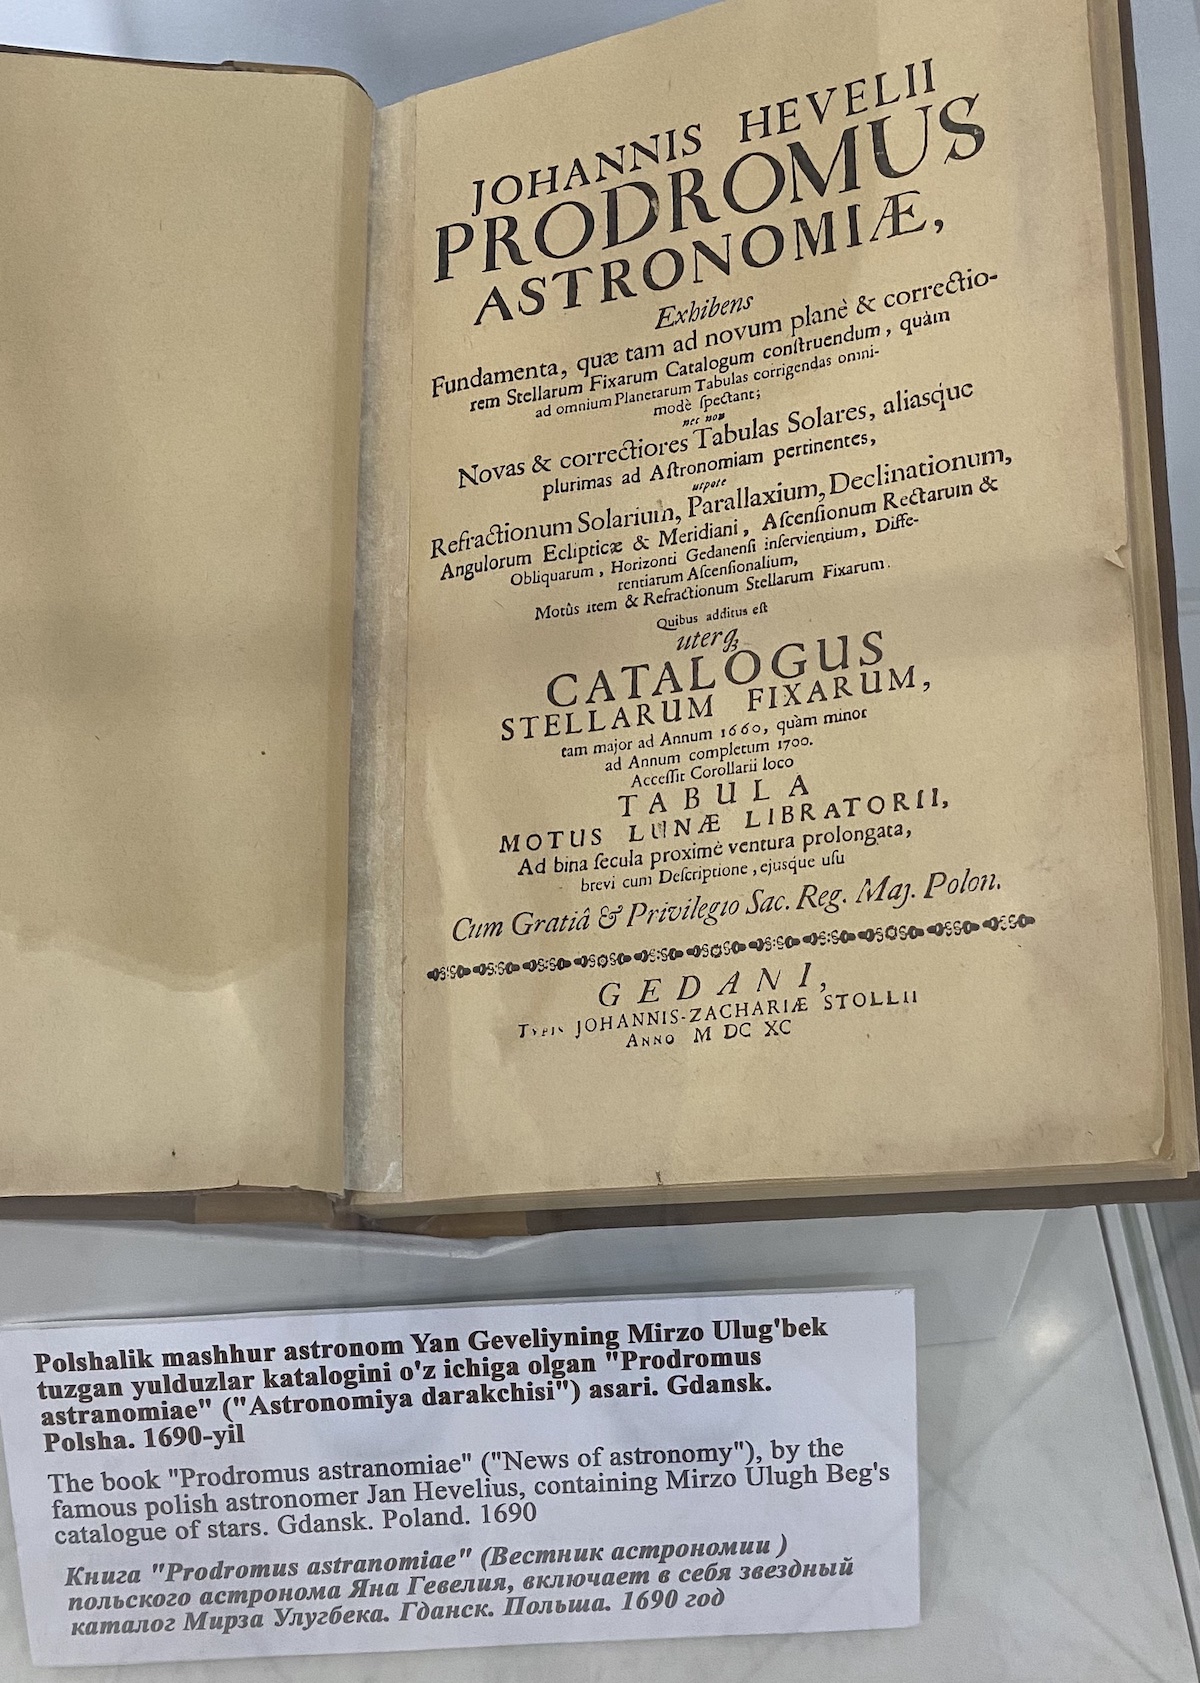 JOHANNIS HEVELII
PRODROMUS
ASTRONOMIÆ,
Exhibens
Fundamenta, quæ tam ad novum planè & correctio-
rem Stellarum Fixarum Catalogum conſtruendum, quàm
ad omnium Planetarum Tabulas corrigendas omni-
modè ſpectant;
nec non
Novas & correctiores Tabulas Solares, aliasq́ue
plurimas ad Aſtronomiam pertinentes,
utpote
Refractionum Solarium, Parallaxium, Declinationum,
Angulorum Eclipticæ & Meridiani, Aſcenſionum Rectarum &
Obliquarum, Horizonti Gedanenſi inſervientium, Diffe-
rentiarum Aſcenſionalium,
Motûs item & Refractionum Stellarum Fixarum.
Quibus additus eſt
uterq;
CATALOGUS
STELLARUM FIXARUM,
tam major ad Annum 1660, quàm minor
ad Annum completum 1700.
Acceſſit Corollarii loco
TABULA
MOTUS LUNÆ LIBRATORII,
Ad bina ſecula proximè ventura prolongata,
brevi cum Deſcriptione, ejusque uſu
Cum Gratiâ & Privilegio Sac. Reg. Maj. Polon.
GEDANI,
TYPIS JOHANNIS-ZACHARIÆ STOLLII
ANNO M DC XC
Polshalik mashhur astronom Yan Geveliyning Mirzo Ulug'bek
tuzgan yulduzlar katalogini o'z ichiga olgan "Prodromus
astranomiae" ("Astronomiya darakchisi") asari. Gdansk.
Polsha. 1690-yil
The book "Prodromus astranomiae" ("News of astronomy"), by the
famous polish astronomer Jan Hevelius, containing Mirzo Ulugh Beg's
catalogue of stars. Gdansk. Poland. 1690
Книга "Prodromus astranomiae" (Вестник астрономии )
польского астронома Яна Гевелия, включает в себя звездный
каталог Мирза Улугбека. Гданск. Польша. 1690 год